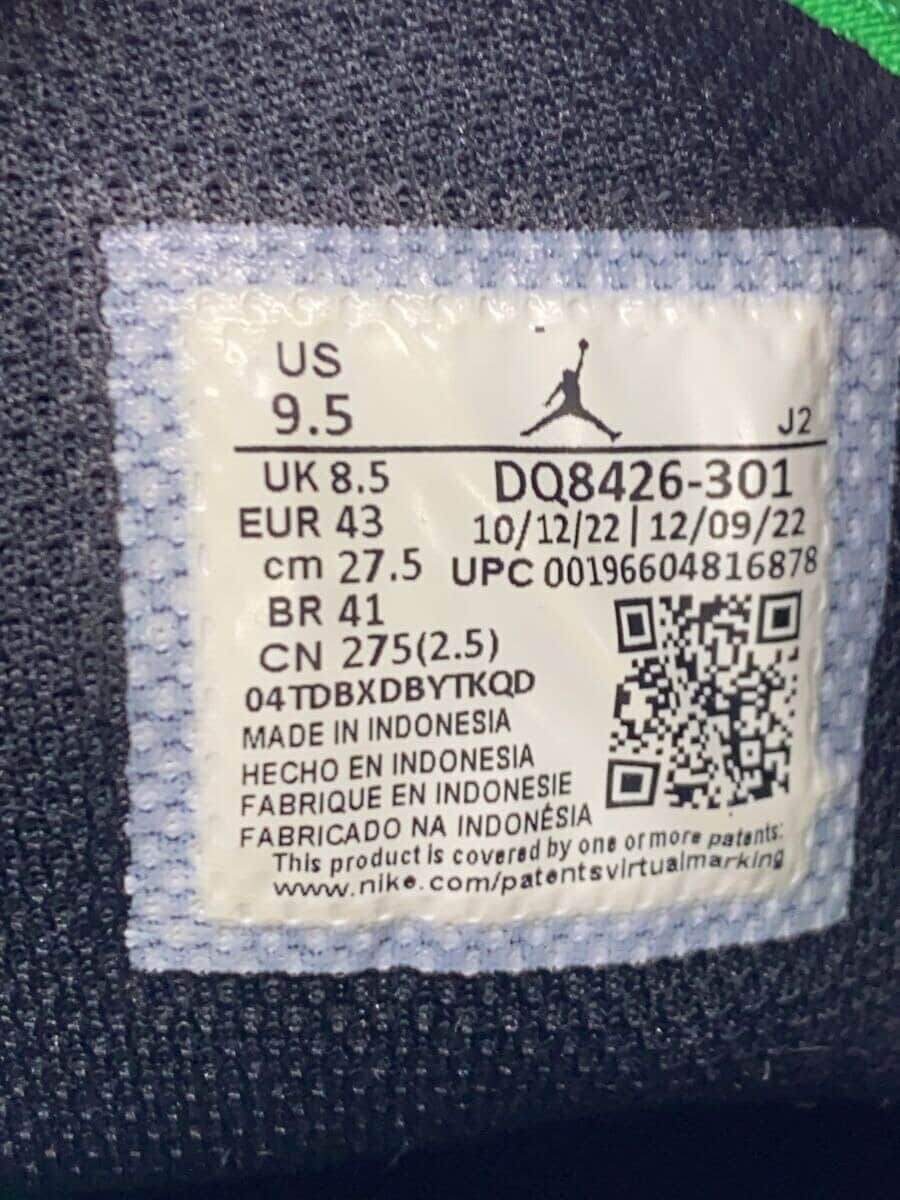 US
9.5
J2
UK 8.5
DQ8426-301
EUR 43
10/12/22 | 12/09/22
cm 27.5
UPC 00196604816878
BR 41
CN 275(2.5)
04TDBXDBYTKQD
MADE IN INDONESIA
HECHO EN INDONESIA
FABRIQUE EN INDONESIE
FABRICADO NA INDONÉSIA
This product is covered by one or more patents:
www.nike.com/patentsvirtualmarking